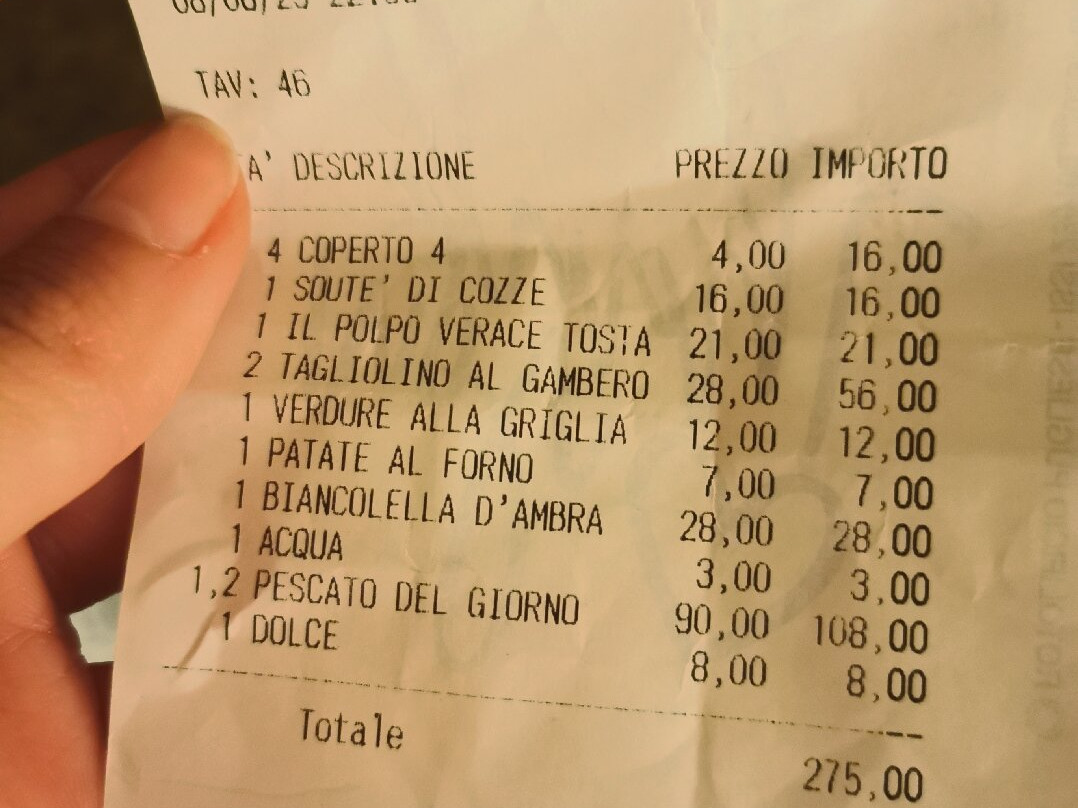 TAV: 46
A' DESCRIZIONE PREZZO IMPORTO
4 COPERTO 4 4,00 16,00
1 SOUTE' DI COZZE 16,00 16,00
1 IL POLPO VERACE TOSTA 21,00 21,00
2 TAGLIOLINO AL GAMBERO 28,00 56,00
1 VERDURE ALLA GRIGLIA 12,00 12,00
1 PATATE AL FORNO 7,00 7,00
1 BIANCOLELLA D'AMBRA 28,00 28,00
1 ACQUA 3,00 3,00
1,2 PESCATO DEL GIORNO 90,00 108,00
1 DOLCE 8,00 8,00
Totale 275,00